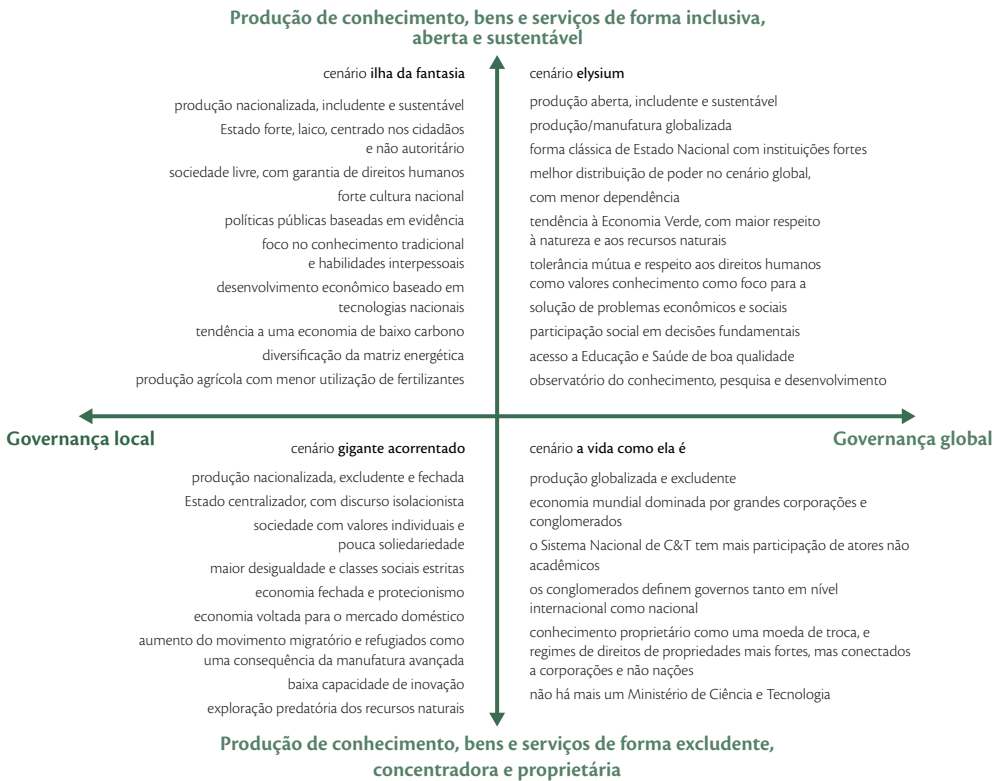 Produção de conhecimento, bens e serviços de forma inclusiva,
aberta e sustentável
cenário ilha da fantasia
produção nacionalizada, includente e sustentável
Estado forte, laico, centrado nos cidadãos
e não autoritário
sociedade livre, com garantia de direitos humanos
forte cultura nacional
políticas públicas baseadas em evidência
foco no conhecimento tradicional
e habilidades interpessoais
desenvolvimento econômico baseado em
tecnologias nacionais
tendência a uma economia de baixo carbono
diversificação da matriz energética
produção agrícola com menor utilização de fertilizantes
cenário elysium
produção aberta, includente e sustentável
produção/manufatura globalizada
forma clássica de Estado Nacional com instituições fortes
melhor distribuição de poder no cenário global,
com menor dependência
tendência à Economia Verde, com maior respeito
à natureza e aos recursos naturais
tolerância mútua e respeito aos direitos humanos
como valores conhecimento como foco para a
solução de problemas econômicos e sociais
participação social em decisões fundamentais
acesso a Educação e Saúde de boa qualidade
observatório do conhecimento, pesquisa e desenvolvimento
Governança local
Governança global
cenário gigante acorrentado
produção nacionalizada, excludente e fechada
Estado centralizador, com discurso isolacionista
sociedade com valores individuais e
pouca soliedariedade
maior desigualdade e classes sociais estritas
economia fechada e protecionismo
economia voltada para o mercado doméstico
aumento do movimento migratório e refugiados como
uma consequência da manufatura avançada
baixa capacidade de inovação
exploração predatória dos recursos naturais
cenário a vida como ela é
produção globalizada e excludente
economia mundial dominada por grandes corporações e
conglomerados
o Sistema Nacional de C&T tem mais participação de atores não
acadêmicos
os conglomerados definem governos tanto em nível
internacional como nacional
conhecimento proprietário como uma moeda de troca, e
regimes de direitos de propriedades mais fortes, mas conectados
a corporações e não nações
não há mais um Ministério de Ciência e Tecnologia
Produção de conhecimento, bens e serviços de forma excludente,
concentradora e proprietária